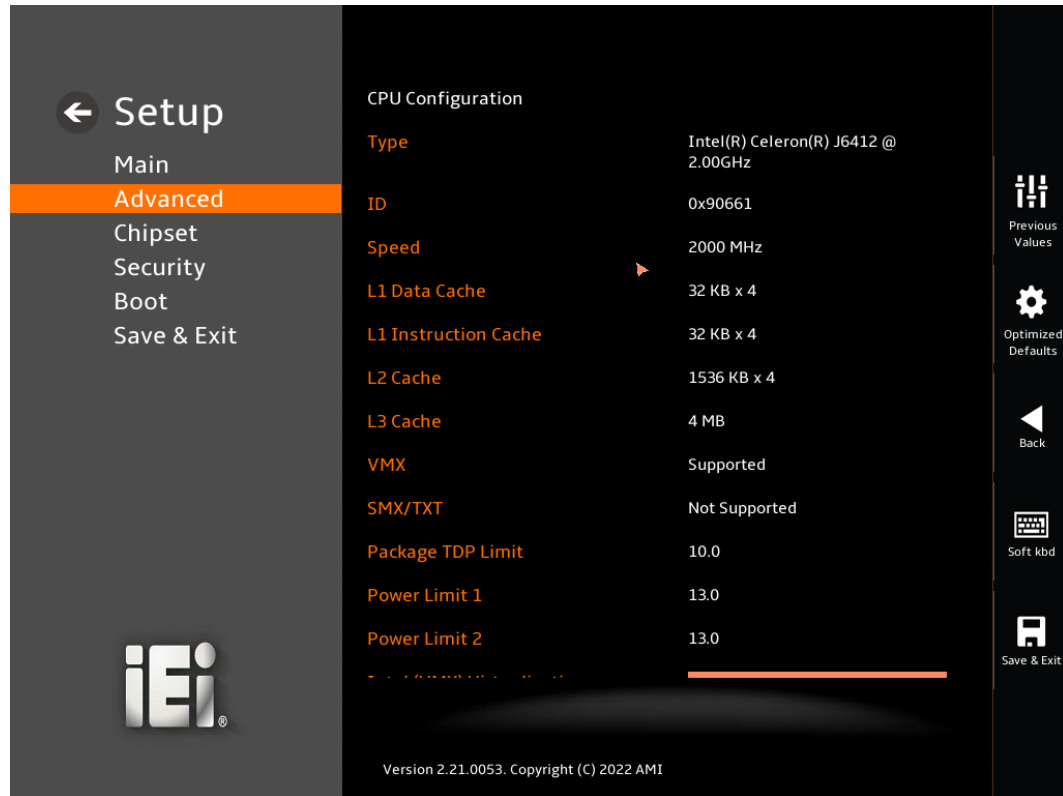 Setup
Main
Advanced
Chipset
Security
Boot
Save & Exit
CPU Configuration
Type
Intel(R) Celeron(R) J6412 @
2.00GHz
ID
0x90661
Speed
2000 MHz
L1 Data Cache
32 KB x 4
L1 Instruction Cache
32 KB x 4
L2 Cache
1536 KB x 4
L3 Cache
4 MB
VMX
Supported
SMX/TXT
Not Supported
Package TDP Limit
10.0
Power Limit 1
13.0
Power Limit 2
13.0
Version 2.21.0053. Copyright (C) 2022 AMI
Previous
Values
Optimized
Defaults
Back
Soft kbd
Save & Exit
iEi®